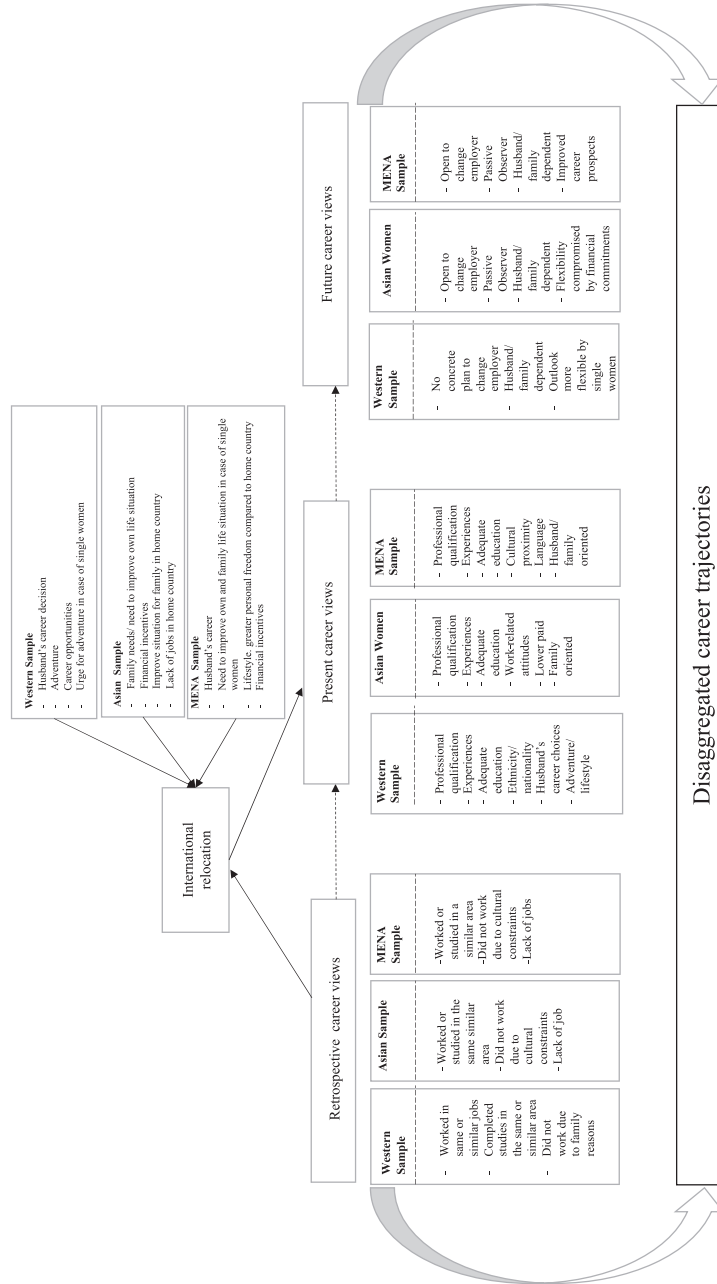 Western Sample
- Husband's career decision
- Adventure
- Career opportunities
- Urge for adventure in case of single women
Asian Sample
- Family needs/ need to improve own life situation
- Financial incentives
- Improve situation for family in home country
- Lack of jobs in home country
MENA Sample
- Husband's career
- Need to improve own and family life situation in case of single
women
- Lifestyle. greater personal freedom compared to home country
- Financial incentives
International
relocation
Retrospective career views
Present career views
Future career views
Western
Sample
- Worked in
same or
similar jobs
- Completed
studies in
the same or
similar area
- Did not
work due
to family
reasons
Asian Sample
- Worked or
studied in the
same similar
area
- Did not work
due to
cultural
constraints
- Lack of job
MENA
Sample
- Worked or
studied in a
similar area
- Did not work
due to cultural
constraints
- Lack of jobs
Western
Sample
- Professional
qualification
- Experiences
- Adequate
education
- Ethnicity/
nationality
- Husband's
career choices
- Adventure/
lifestyle
Asian Women
- Professional
qualification
- Experiences
- Adequate
education
- Work-related
attitudes
- Lower paid
- Family
oriented
MENA
Sample
- Professional
qualification
- Experiences
- Adequate
education
- Cultural
proximity
- Language
- Husband/
family
oriented
Western
Sample
- No
concrete
plan to
change
employer
- Husband/
family
dependent
- Outlook
more
flexible by
single
women
Asian Women
- Open to
change
employer
- Passive
Observer
- Husband/
family
dependent
- Flexibility
compromised
by financial
commitments
MENA
Sample
- Open to
change
employer
- Passive
Observer
- Husband/
family
dependent
- Improved
career
prospects
Disaggregated career trajectories